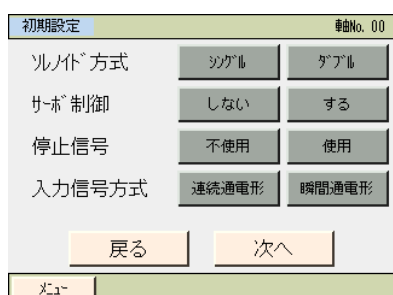 初期設定 軸No. 00
ｿﾚﾉｲﾄﾞ方式 ｼﾝｸﾞﾙ ﾀﾞﾌﾞﾙ
ｻｰﾎﾞ制御 しない する
停止信号 不使用 使用
入力信号方式 連続通電形 瞬間通電形
戻る 次へ
ﾒﾆｭｰ